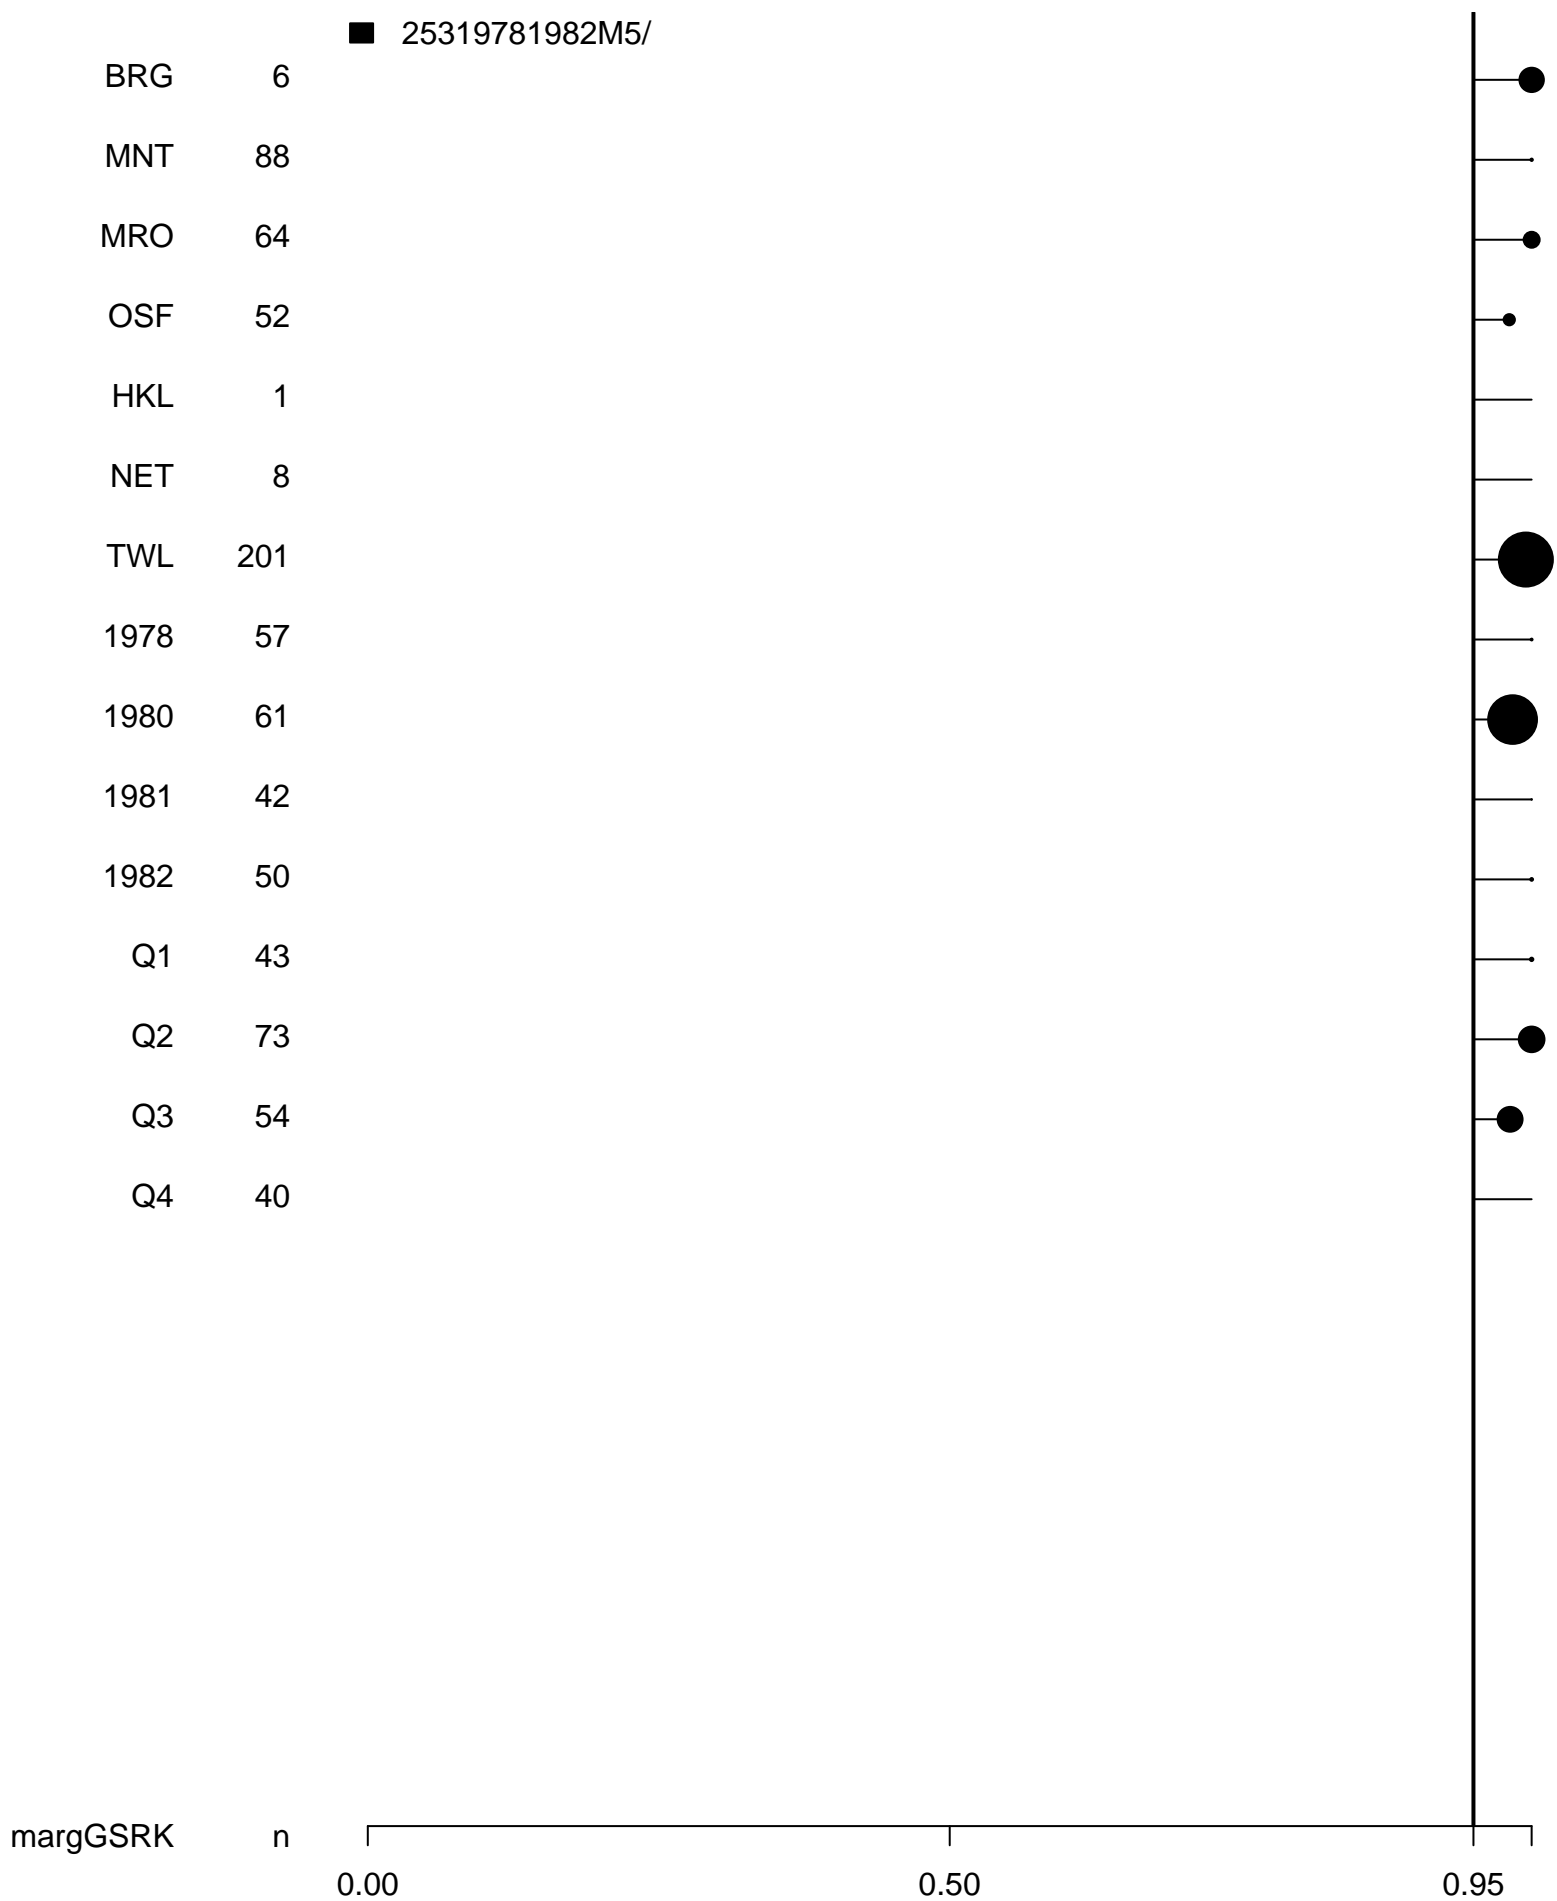 25319781982M5/
BRG 6
MNT 88
MRO 64
OSF 52
HKL 1
NET 8
TWL 201
1978 57
1980 61
1981 42
1982 50
Q1 43
Q2 73
Q3 54
Q4 40
margGSRK n
0.00 0.50 0.95